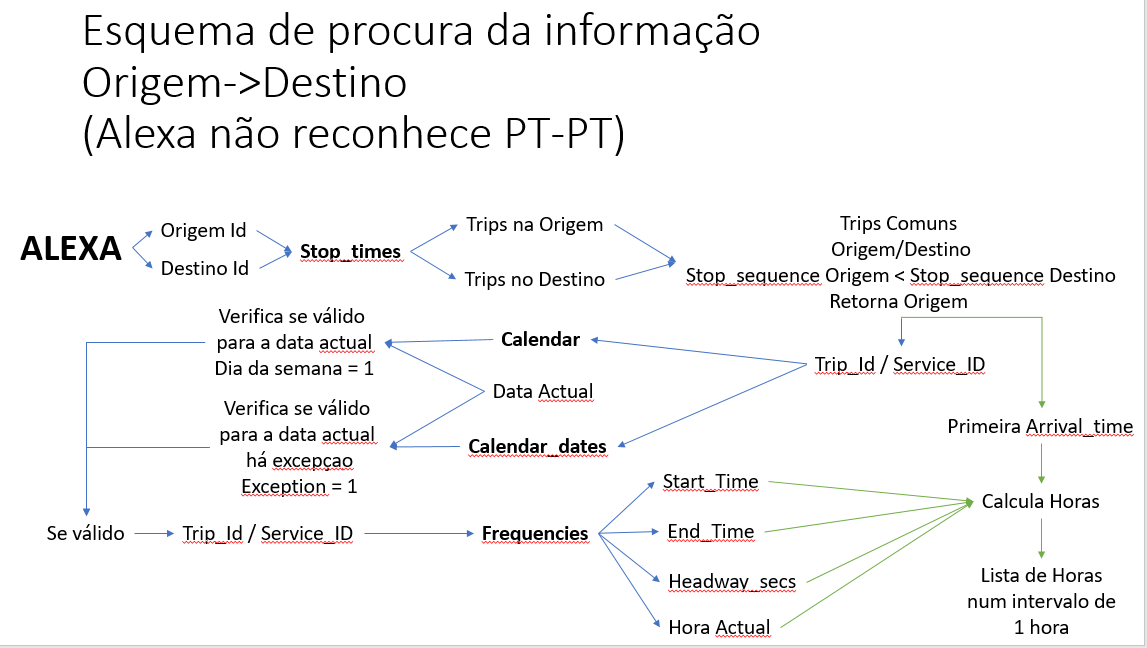 Esquema de procura da informação
Origem->Destino
(Alexa não reconhece PT-PT)
ALEXA
Origem Id
Destino Id
Stop_times
Trips na Origem
Trips no Destino
Trips Comuns
Origem/Destino
Stop_sequence Origem < Stop_sequence Destino
Retorna Origem
Verifica se válido
para a data actual
Dia da semana = 1
Calendar
Trip_Id / Service_ID
Data Actual
Verifica se válido
para a data actual
há excepçao
Exception = 1
Calendar_dates
Primeira Arrival_time
Start_Time
Calcula Horas
Se válido
Trip_Id / Service_ID
Frequencies
End_Time
Headway_secs
Hora Actual
Lista de Horas
num intervalo de
1 hora